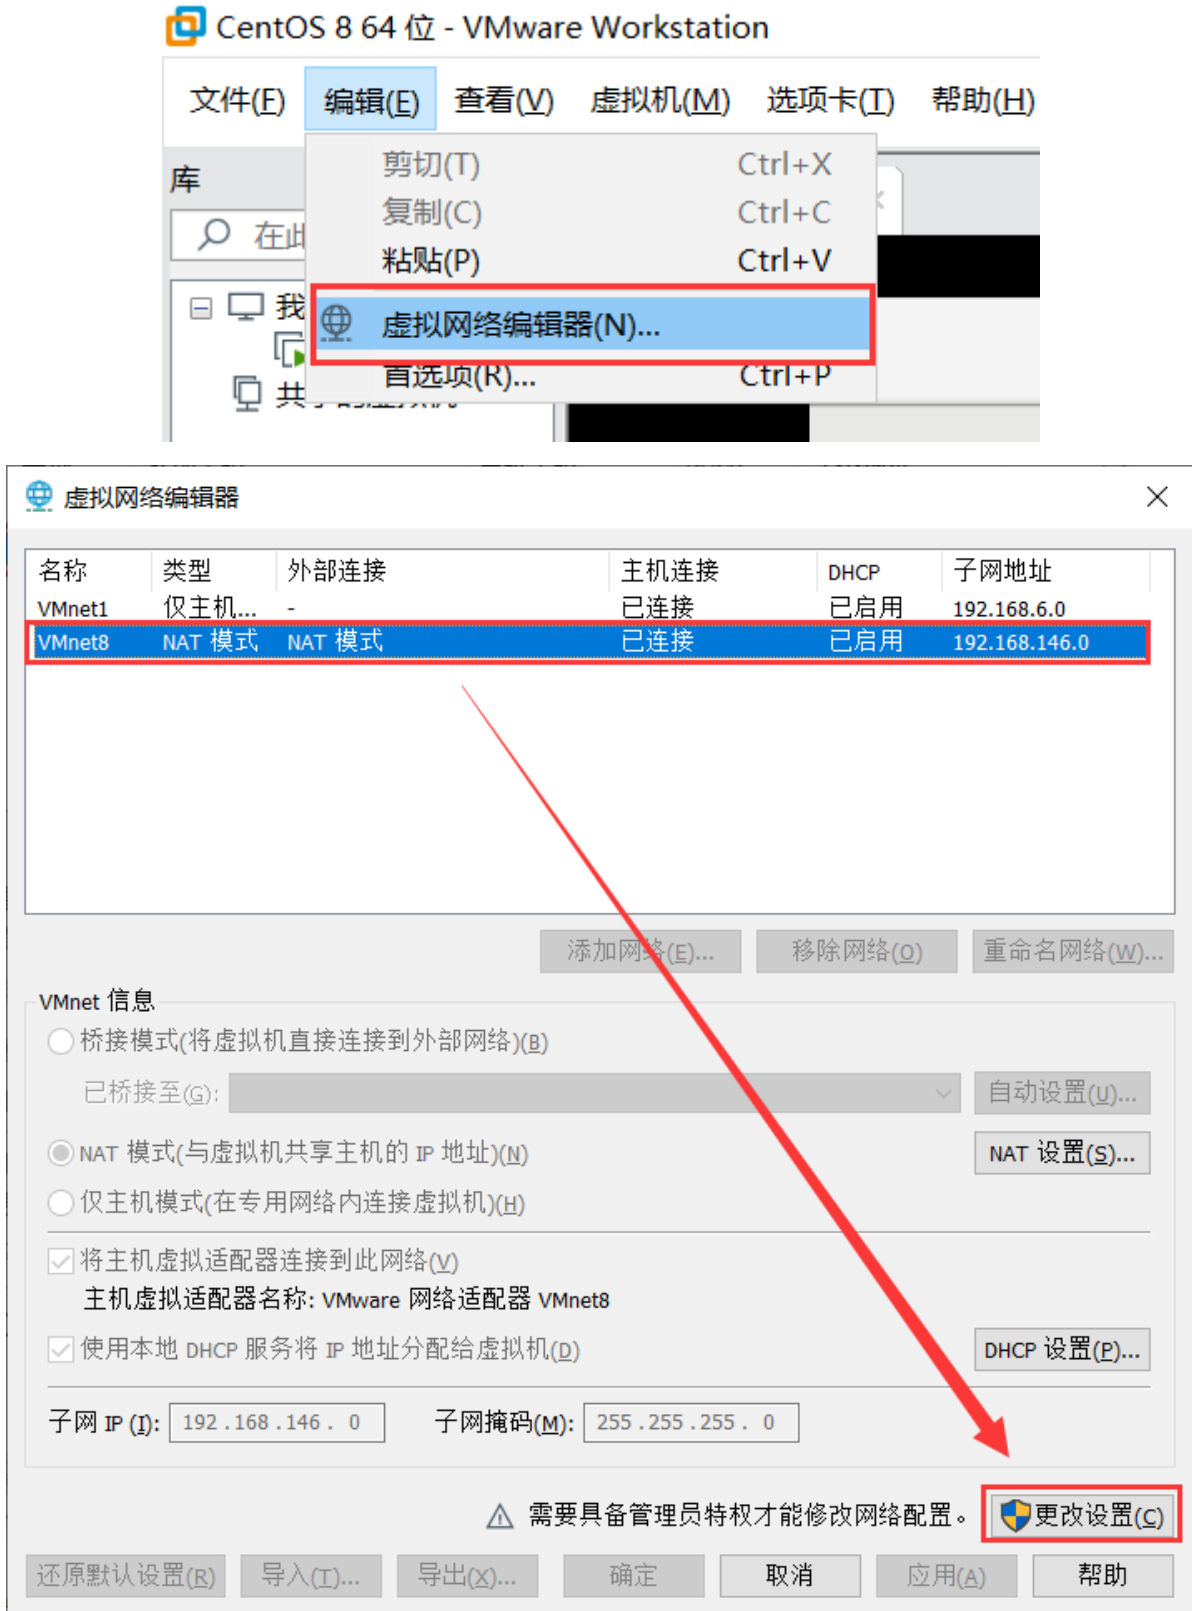 CentOS 8 64 位 - VMware Workstation
文件(F) 编辑(E) 查看(V) 虚拟机(M) 选项卡(T) 帮助(H)
库
剪切(T) Ctrl+X
在此
复制(C) Ctrl+C
粘贴(P) Ctrl+V
我
虚拟网络编辑器(N)...
首选项(R)... Ctrl+P
共享的虚拟机
虚拟网络编辑器
名称 类型 外部连接 主机连接 DHCP 子网地址
VMnet1 仅主机... - 已连接 已启用 192.168.6.0
VMnet8 NAT 模式 NAT 模式 已连接 已启用 192.168.146.0
添加网络(E)... 移除网络(O) 重命名网络(W)...
VMnet 信息
桥接模式(将虚拟机直接连接到外部网络)(B)
已桥接至(G): 自动设置(U)...
NAT 模式(与虚拟机共享主机的 IP 地址)(N) NAT 设置(S)...
仅主机模式(在专用网络内连接虚拟机)(H)
将主机虚拟适配器连接到此网络(V)
主机虚拟适配器名称: VMware 网络适配器 VMnet8
使用本地 DHCP 服务将 IP 地址分配给虚拟机(D) DHCP 设置(P)...
子网 IP (I): 192 . 168 . 146 . 0 子网掩码(M): 255 . 255 . 255 . 0
需要具备管理员特权才能修改网络配置。 更改设置(C)
还原默认设置(R) 导入(T)... 导出(X)... 确定 取消 应用(A) 帮助